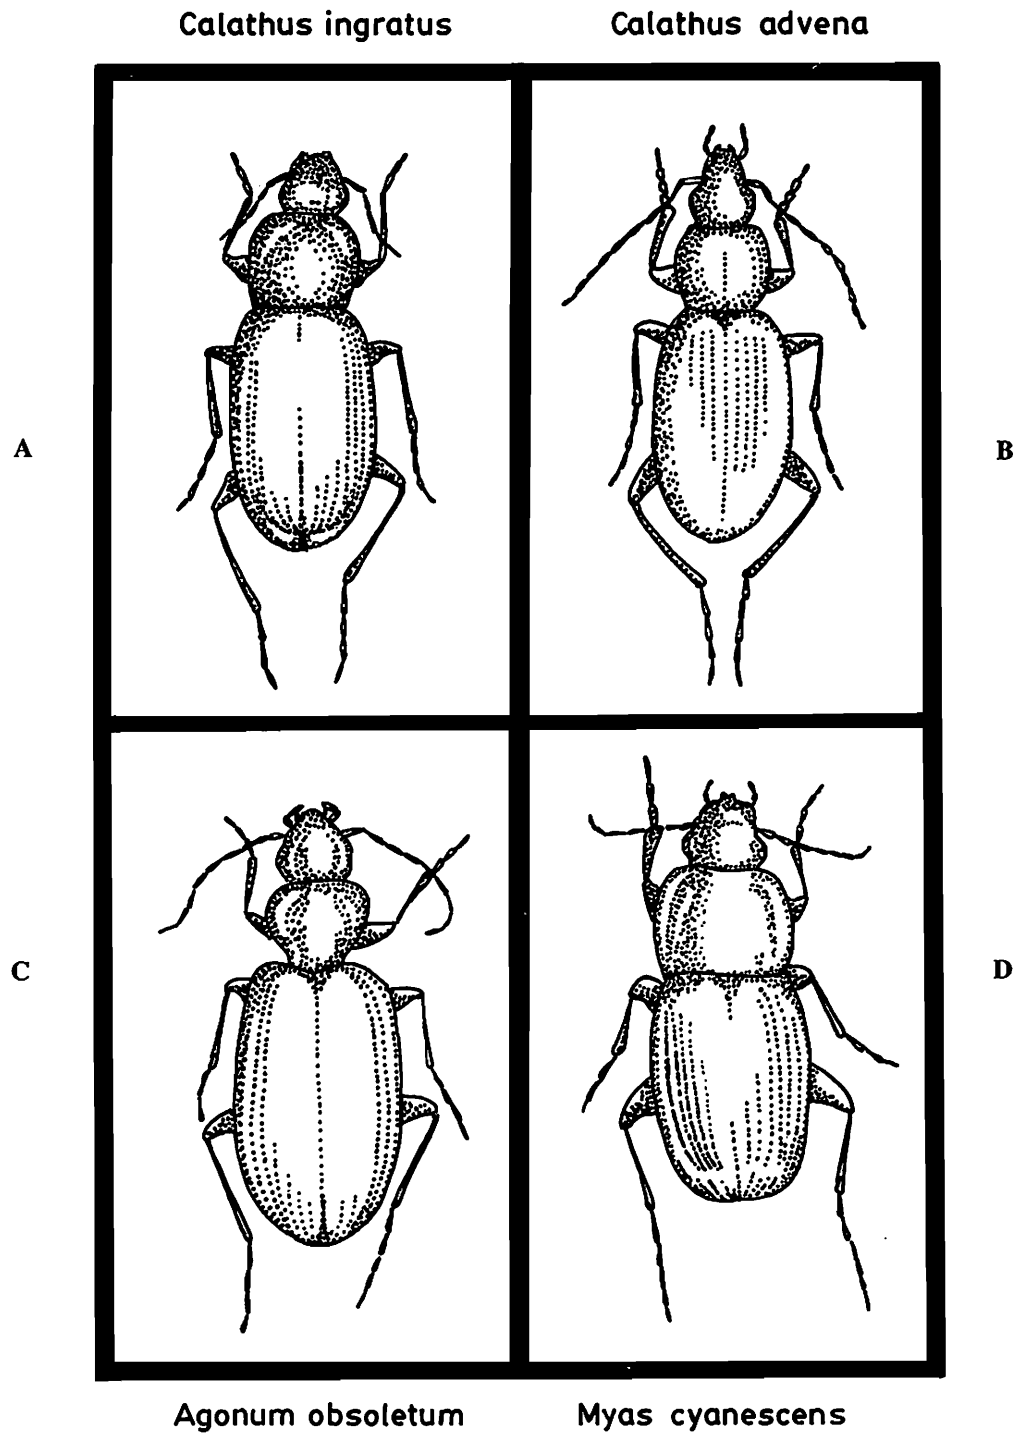 Calathus ingratus
Calathus advena
A
B
C
D
Agonum obsoletum
Myas cyanescens